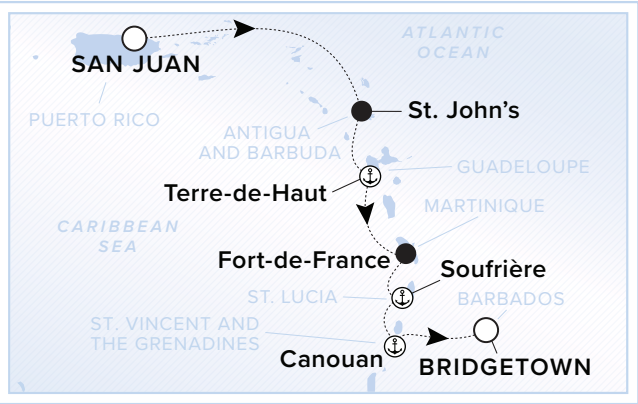 ATLANTIC
OCEAN
SAN JUAN
PUERTO RICO
St. John's
ANTIGUA
AND BARBUDA
GUADELOUPE
Terre-de-Haut
MARTINIQUE
CARIBBEAN
SEA
Fort-de-France
Soufrière
ST. LUCIA
BARBADOS
ST. VINCENT AND
THE GRENADINES
Canouan
BRIDGETOWN